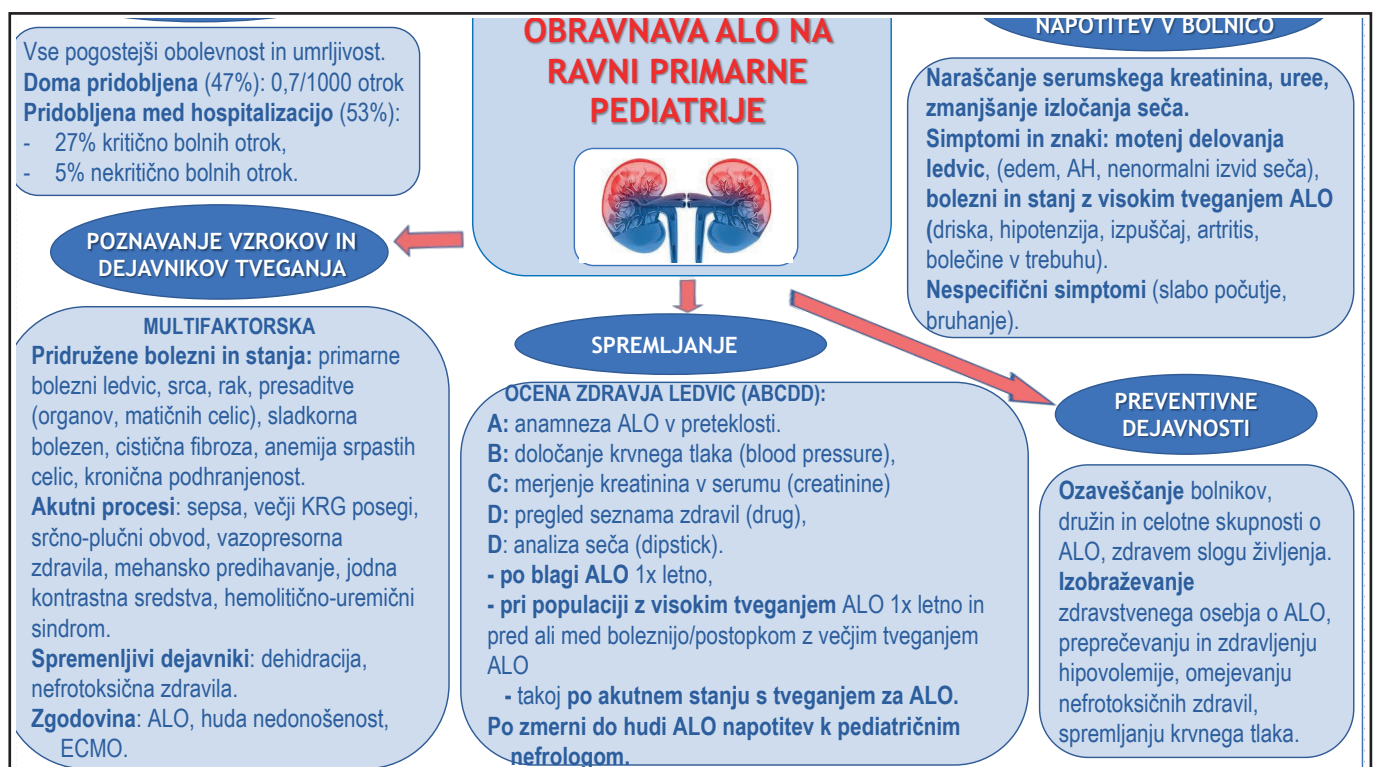 OBRAVNAVA ALO NA
RAVNI PRIMARNE
PEDIATRIJE
Vse pogostejši obolevnost in umrljivost.
Doma pridobljena (47%): 0,7/1000 otrok
Pridobljena med hospitalizacijo (53%):
- 27% kritično bolnih otrok,
- 5% nekritično bolnih otrok.
POZNAVANJE VZROKOV IN
DEJAVNIKOV TVEGANJA
MULTIFAKTORSKA
Pridružene bolezni in stanja: primarne
bolezni ledvic, srca, rak, presaditve
(organov, matičnih celic), sladkorna
bolezen, cistična fibroza, anemija srpastih
celic, kronična podhranjenost.
Akutni procesi: sepsa, večji KRG posegi,
srčno-plučni obvod, vazopresorna
zdravila, mehansko predihavanje, jodna
kontrastna sredstva, hemolitično-uremični
sindrom.
Spremenljivi dejavniki: dehidracija,
nefrotoksična zdravila.
Zgodovina: ALO, huda nedonošenost,
ECMO.
SPREMLJANJE
OCENA ZDRAVJA LEDVIC (ABCDD):
A: anamneza ALO v preteklosti.
B: določanje krvnega tlaka (blood pressure),
C: merjenje kreatinina v serumu (creatinine)
D: pregled seznama zdravil (drug),
D: analiza seča (dipstick).
- po blagi ALO 1x letno,
- pri populaciji z visokim tveganjem ALO 1x letno in
pred ali med boleznijo/postopkom z večjim tveganjem
ALO
- takoj po akutnem stanju s tveganjem za ALO.
Po zmerni do hudi ALO napotitev k pediatričnim
nefrologom.
NAPOTITEV V BOLNICO
Naraščanje serumskega kreatinina, uree,
zmanjšanje izločanja seča.
Simptomi in znaki: motenj delovanja
ledvic, (edem, AH, nenormalni izvid seča),
bolezni in stanj z visokim tveganjem ALO
(driska, hipotenzija, izpuščaj, artritis,
bolečine v trebuhu).
Nespecifični simptomi (slabo počutje,
bruhanje).
PREVENTIVNE
DEJAVNOSTI
Ozaveščanje bolnikov,
družin in celotne skupnosti o
ALO, zdravem slogu življenja.
Izobraževanje
zdravstvenega osebja o ALO,
preprečevanju in zdravljenju
hipovolemije, omejevanju
nefrotoksičnih zdravil,
spremljanju krvnega tlaka.